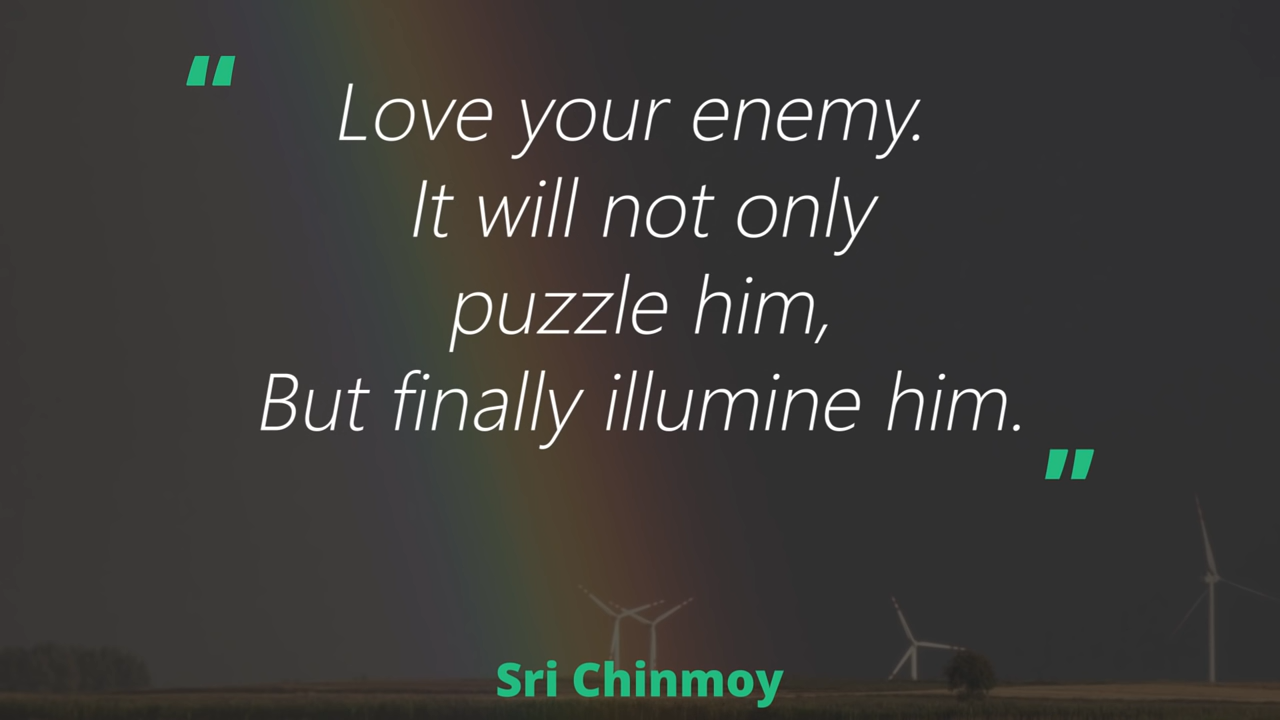 “
Love your enemy.
It will not only
puzzle him,
But finally illumine him.
”
Sri Chinmoy